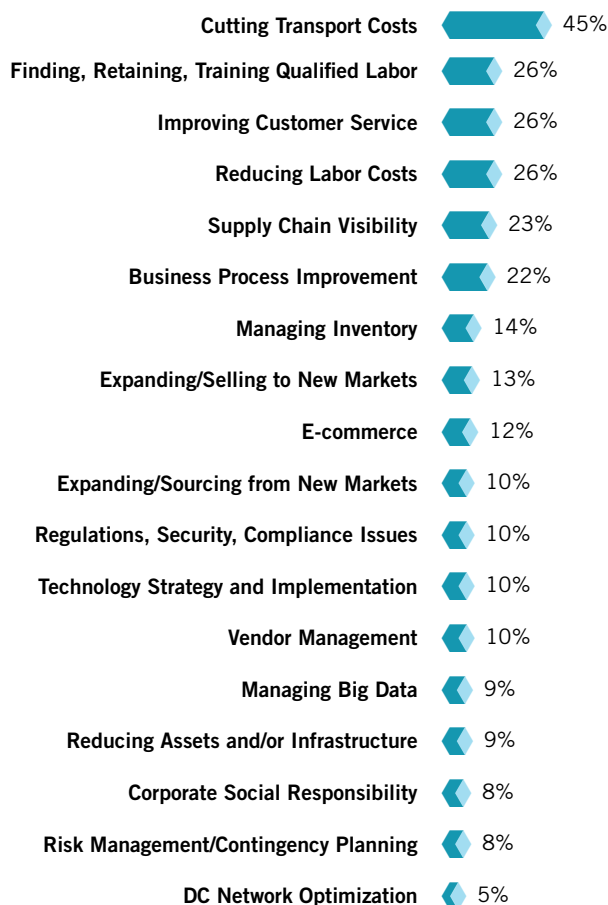 Cutting Transport Costs 45%
Finding, Retaining, Training Qualified Labor 26%
Improving Customer Service 26%
Reducing Labor Costs 26%
Supply Chain Visibility 23%
Business Process Improvement 22%
Managing Inventory 14%
Expanding/Selling to New Markets 13%
E-commerce 12%
Expanding/Sourcing from New Markets 10%
Regulations, Security, Compliance Issues 10%
Technology Strategy and Implementation 10%
Vendor Management 10%
Managing Big Data 9%
Reducing Assets and/or Infrastructure 9%
Corporate Social Responsibility 8%
Risk Management/Contingency Planning 8%
DC Network Optimization 5%